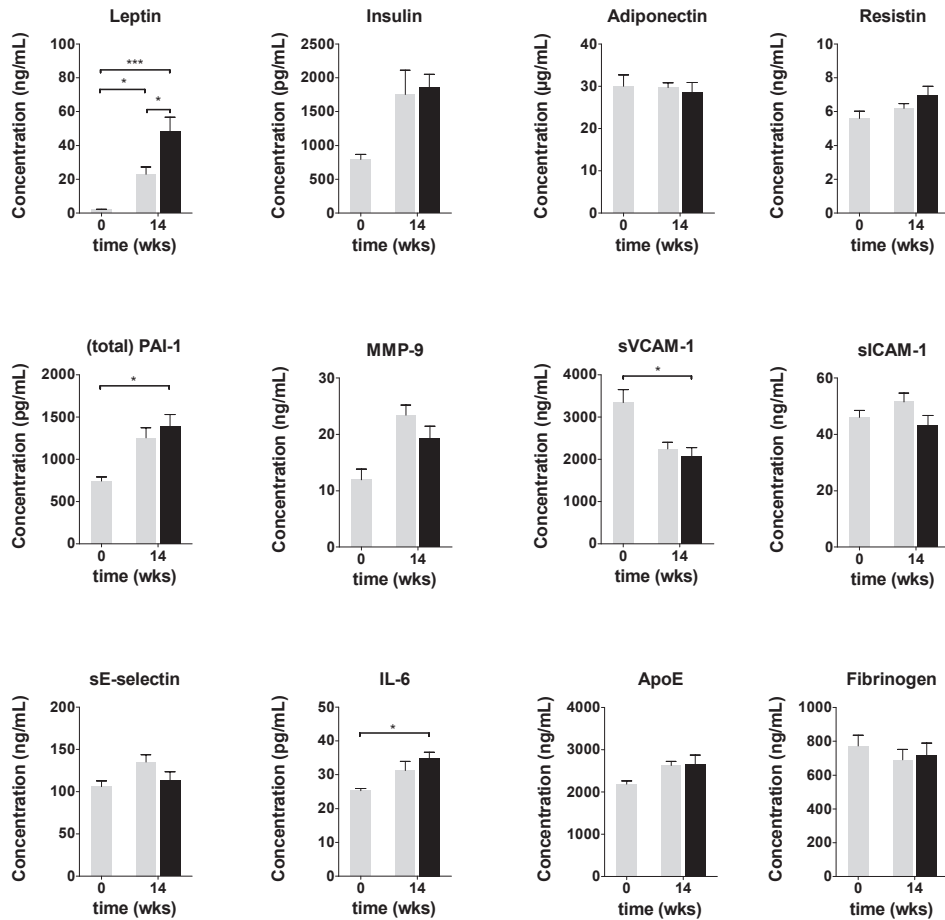 Leptin
Concentration (ng/mL)
100
80
60
40
20
0
***
*
*
0 14
time (wks)
Insulin
Concentration (pg/mL)
2500
2000
1500
1000
500
0
0 14
time (wks)
Adiponectin
Concentration (µg/mL)
40
30
20
10
0
0 14
time (wks)
Resistin
Concentration (ng/mL)
10
8
6
4
2
0
0 14
time (wks)
(total) PAI-1
Concentration (pg/mL)
2000
1500
1000
500
0
*
0 14
time (wks)
MMP-9
Concentration (ng/mL)
30
20
10
0
0 14
time (wks)
sVCAM-1
Concentration (ng/mL)
4000
3000
2000
1000
0
*
0 14
time (wks)
sICAM-1
Concentration (ng/mL)
60
40
20
0
0 14
time (wks)
sE-selectin
Concentration (ng/mL)
200
150
100
50
0
0 14
time (wks)
IL-6
Concentration (pg/mL)
50
40
30
20
10
0
*
0 14
time (wks)
ApoE
Concentration (ng/mL)
4000
3000
2000
1000
0
0 14
time (wks)
Fibrinogen
Concentration (ng/mL)
1000
800
600
400
200
0
0 14
time (wks)